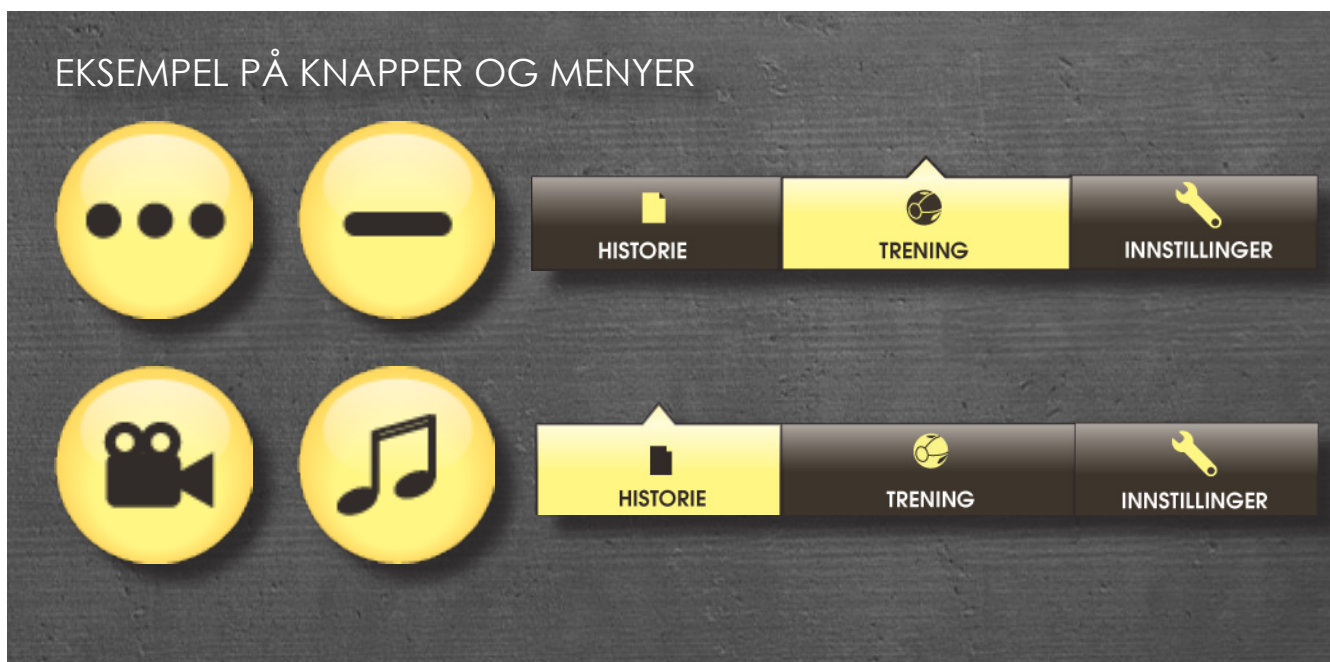 EKSEMPEL PÅ KNAPPER OG MENYER
HISTORIE TRENING INNSTILLINGER
HISTORIE TRENING INNSTILLINGER